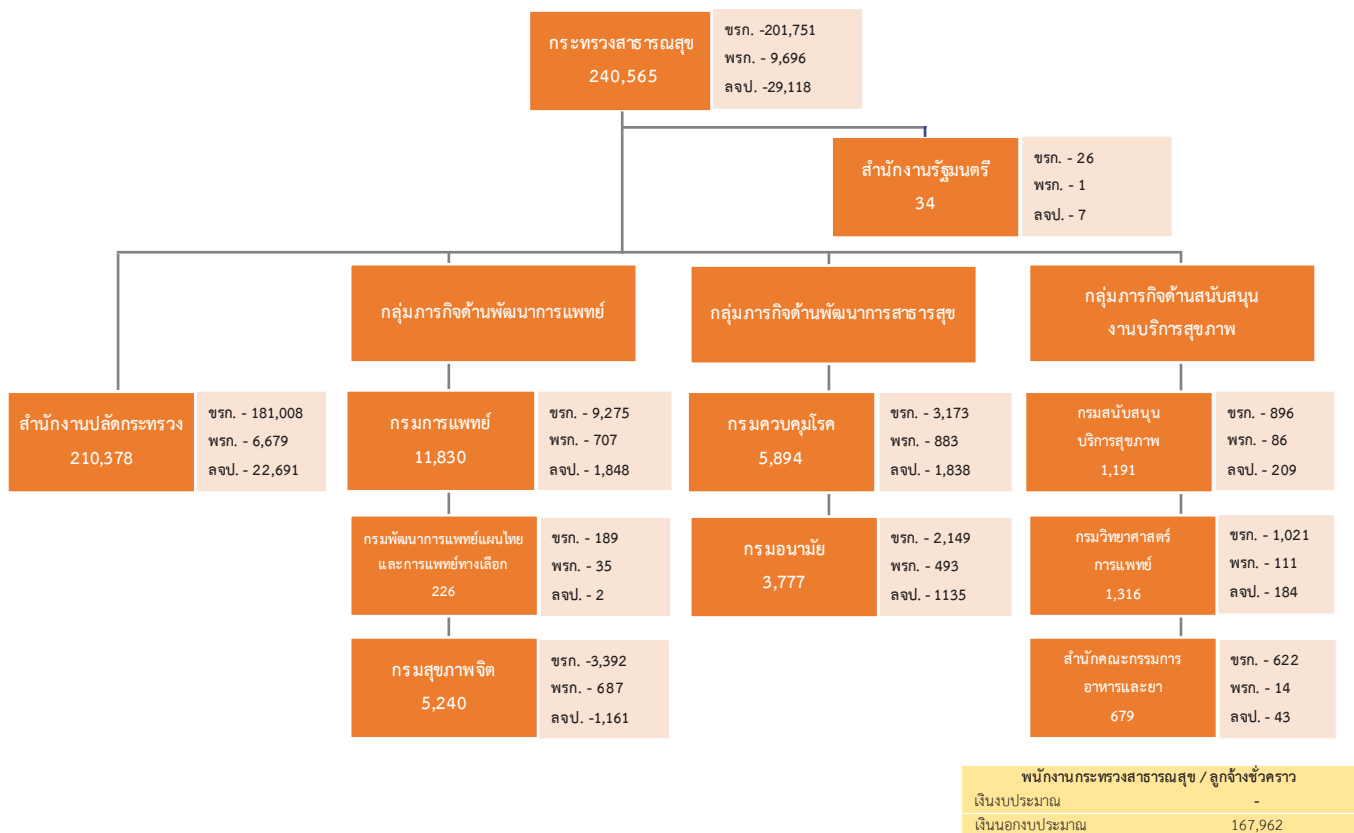 กระทรวงสาธารณสุข
240,565
ขรก. -201,751
พรก. - 9,696
ลจป. -29,118
สำนักงานรัฐมนตรี
34
ขรก. - 26
พรก. - 1
ลจป. - 7
กลุ่มภารกิจด้านพัฒนาการแพทย์
กลุ่มภารกิจด้านพัฒนาการสาธารสุข
กลุ่มภารกิจด้านสนับสนุน
งานบริการสุขภาพ
สำนักงานปลัดกระทรวง
210,378
ขรก. - 181,008
พรก. - 6,679
ลจป. - 22,691
กรมการแพทย์
11,830
ขรก. - 9,275
พรก. - 707
ลจป. - 1,848
กรมควบคุมโรค
5,894
ขรก. - 3,173
พรก. - 883
ลจป. - 1,838
กรมสนับสนุน
บริการสุขภาพ
1,191
ขรก. - 896
พรก. - 86
ลจป. - 209
กรมพัฒนาการแพทย์แผนไทย
และการแพทย์ทางเลือก
226
ขรก. - 189
พรก. - 35
ลจป. - 2
กรมอนามัย
3,777
ขรก. - 2,149
พรก. - 493
ลจป. - 1135
กรมวิทยาศาสตร์
การแพทย์
1,316
ขรก. - 1,021
พรก. - 111
ลจป. - 184
กรมสุขภาพจิต
5,240
ขรก. -3,392
พรก. - 687
ลจป. -1,161
สำนักคณะกรรมการ
อาหารและยา
679
ขรก. - 622
พรก. - 14
ลจป. - 43
พนักงานกระทรวงสาธารณสุข / ลูกจ้างชั่วคราว
เงินงบประมาณ -
เงินนอกงบประมาณ 167,962